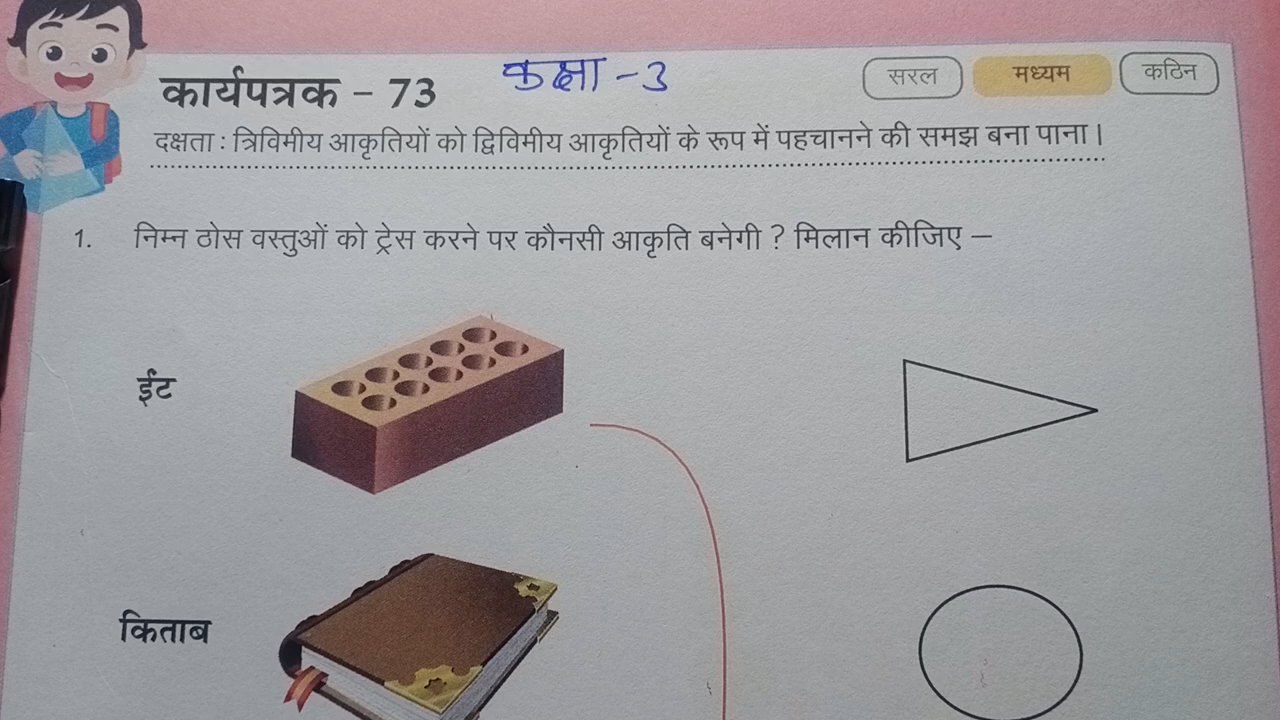 कार्यपत्रक – 73 कक्षा -3 सरल मध्यम कठिन
दक्षता : त्रिविमीय आकृतियों को द्विविमीय आकृतियों के रूप में पहचानने की समझ बना पाना।
1. निम्न ठोस वस्तुओं को ट्रेस करने पर कौनसी आकृति बनेगी ? मिलान कीजिए –
ईंट
किताब